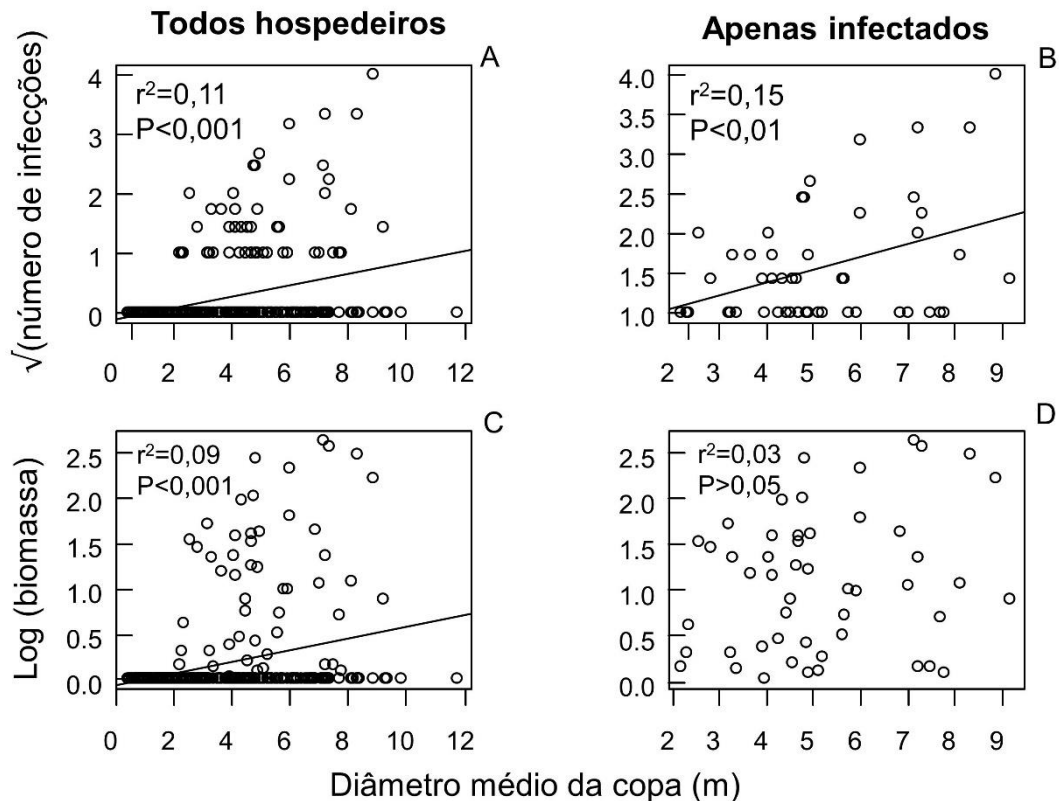 Todos hospedeiros
Apenas infectados
A
B
√(número de infecções)
r²=0,11
P<0,001
4
3
2
1
0
0 2 4 6 8 10 12
r²=0,15
P<0,01
4.0
3.5
3.0
2.5
2.0
1.5
1.0
2 3 4 5 6 7 8 9
C
D
Log (biomassa)
r²=0,09
P<0,001
2.5
2.0
1.5
1.0
0.5
0.0
0 2 4 6 8 10 12
r²=0,03
P>0,05
2.5
2.0
1.5
1.0
0.5
0.0
2 3 4 5 6 7 8 9
Diâmetro médio da copa (m)